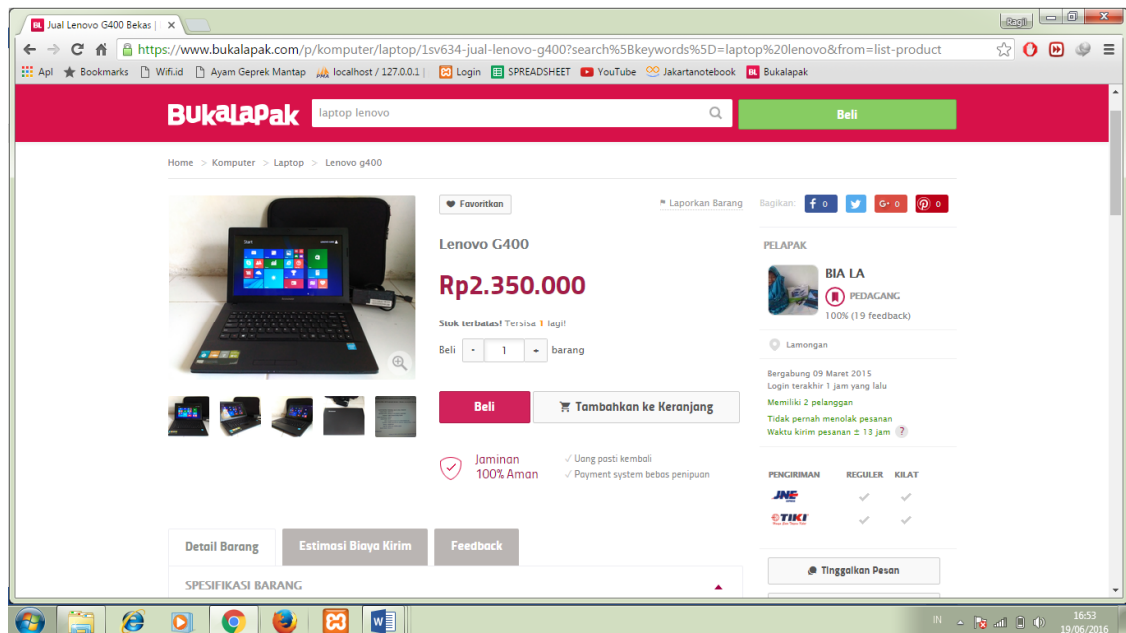 Jual Lenovo G400 Bekas |
Ragil
https://www.bukalapak.com/p/komputer/laptop/1sv634-jual-lenovo-g400?search%5Bkeywords%5D=laptop%20lenovo&from=list-product
Apl Bookmarks Wifi.id Ayam Geprek Mantap localhost / 127.0.0.1 | Login SPREADSHEET YouTube Jakartanotebook BL Bukalapak
BukaLapak laptop lenovo Beli
Home > Komputer > Laptop > Lenovo g400
Favoritkan Laporkan Barang Bagikan: f 0 G+ 0 0
Lenovo G400
Rp2.350.000
Stok terbatas! Tersisa 1 lagi!
Beli - 1 + barang
Beli Tambahkan ke Keranjang
Jaminan
100% Aman
✓ Uang pasti kembali
✓ Payment system bebas penipuan
PELAPAK
BIA LA
PEDAGANG
100% (19 feedback)
Lamongan
Bergabung 09 Maret 2015
Login terakhir 1 jam yang lalu
Memiliki 2 pelanggan
Tidak pernah menolak pesanan
Waktu kirim pesanan ± 13 jam ?
PENGIRIMAN REGULER KILAT
JNE ✓ ✓
TIKI ✓ ✓
Tinggalkan Pesan
Detail Barang Estimasi Biaya Kirim Feedback
SPESIFIKASI BARANG
IN 16:53
19/06/2016